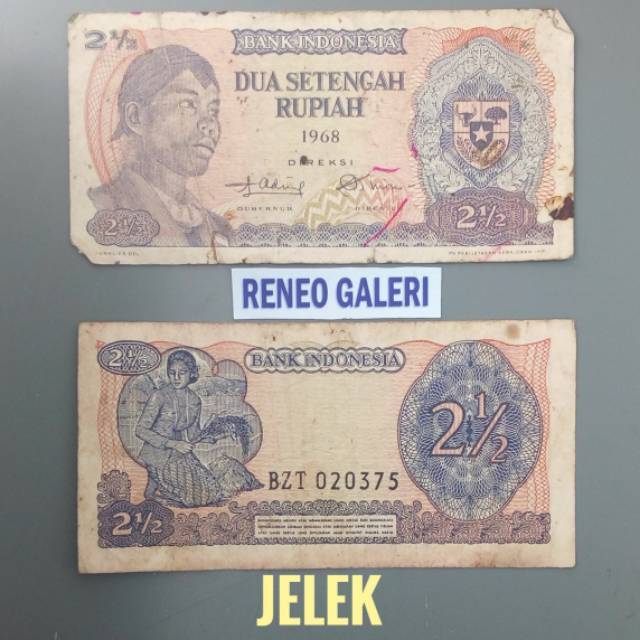 2½
BANK INDONESIA
DUA SETENGAH
RUPIAH
1968
DIREKSI
GUBERNUR
2½
2½
RENEO GALERI
2½
BANK INDONESIA
2½
BZT 020375
2½
JELEK